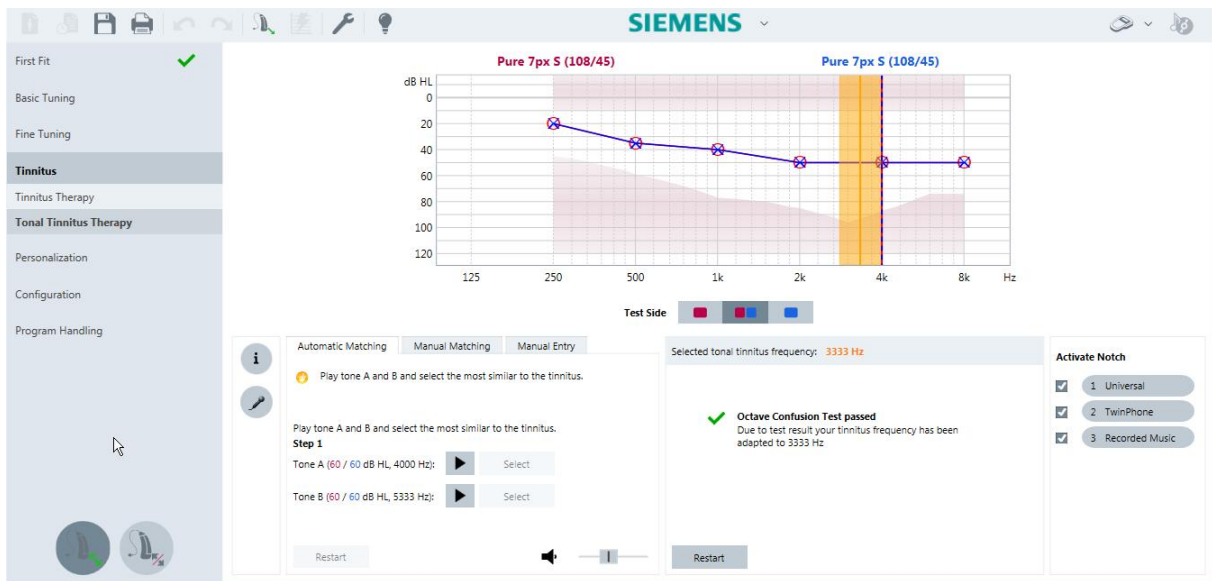 SIEMENS
First Fit
Basic Tuning
Fine Tuning
Tinnitus
Tinnitus Therapy
Tonal Tinnitus Therapy
Personalization
Configuration
Program Handling
Pure 7px S (108/45)
Pure 7px S (108/45)
dB HL
0
20
40
60
80
100
120
125 250 500 1k 2k 4k 8k Hz
Test Side
i
Automatic Matching Manual Matching Manual Entry
Play tone A and B and select the most similar to the tinnitus.
Play tone A and B and select the most similar to the tinnitus.
Step 1
Tone A (60 / 60 dB HL, 4000 Hz): Select
Tone B (60 / 60 dB HL, 5333 Hz): Select
Restart
Selected tonal tinnitus frequency: 3333 Hz
Octave Confusion Test passed
Due to test result your tinnitus frequency has been
adapted to 3333 Hz
Restart
Activate Notch
1 Universal
2 TwinPhone
3 Recorded Music